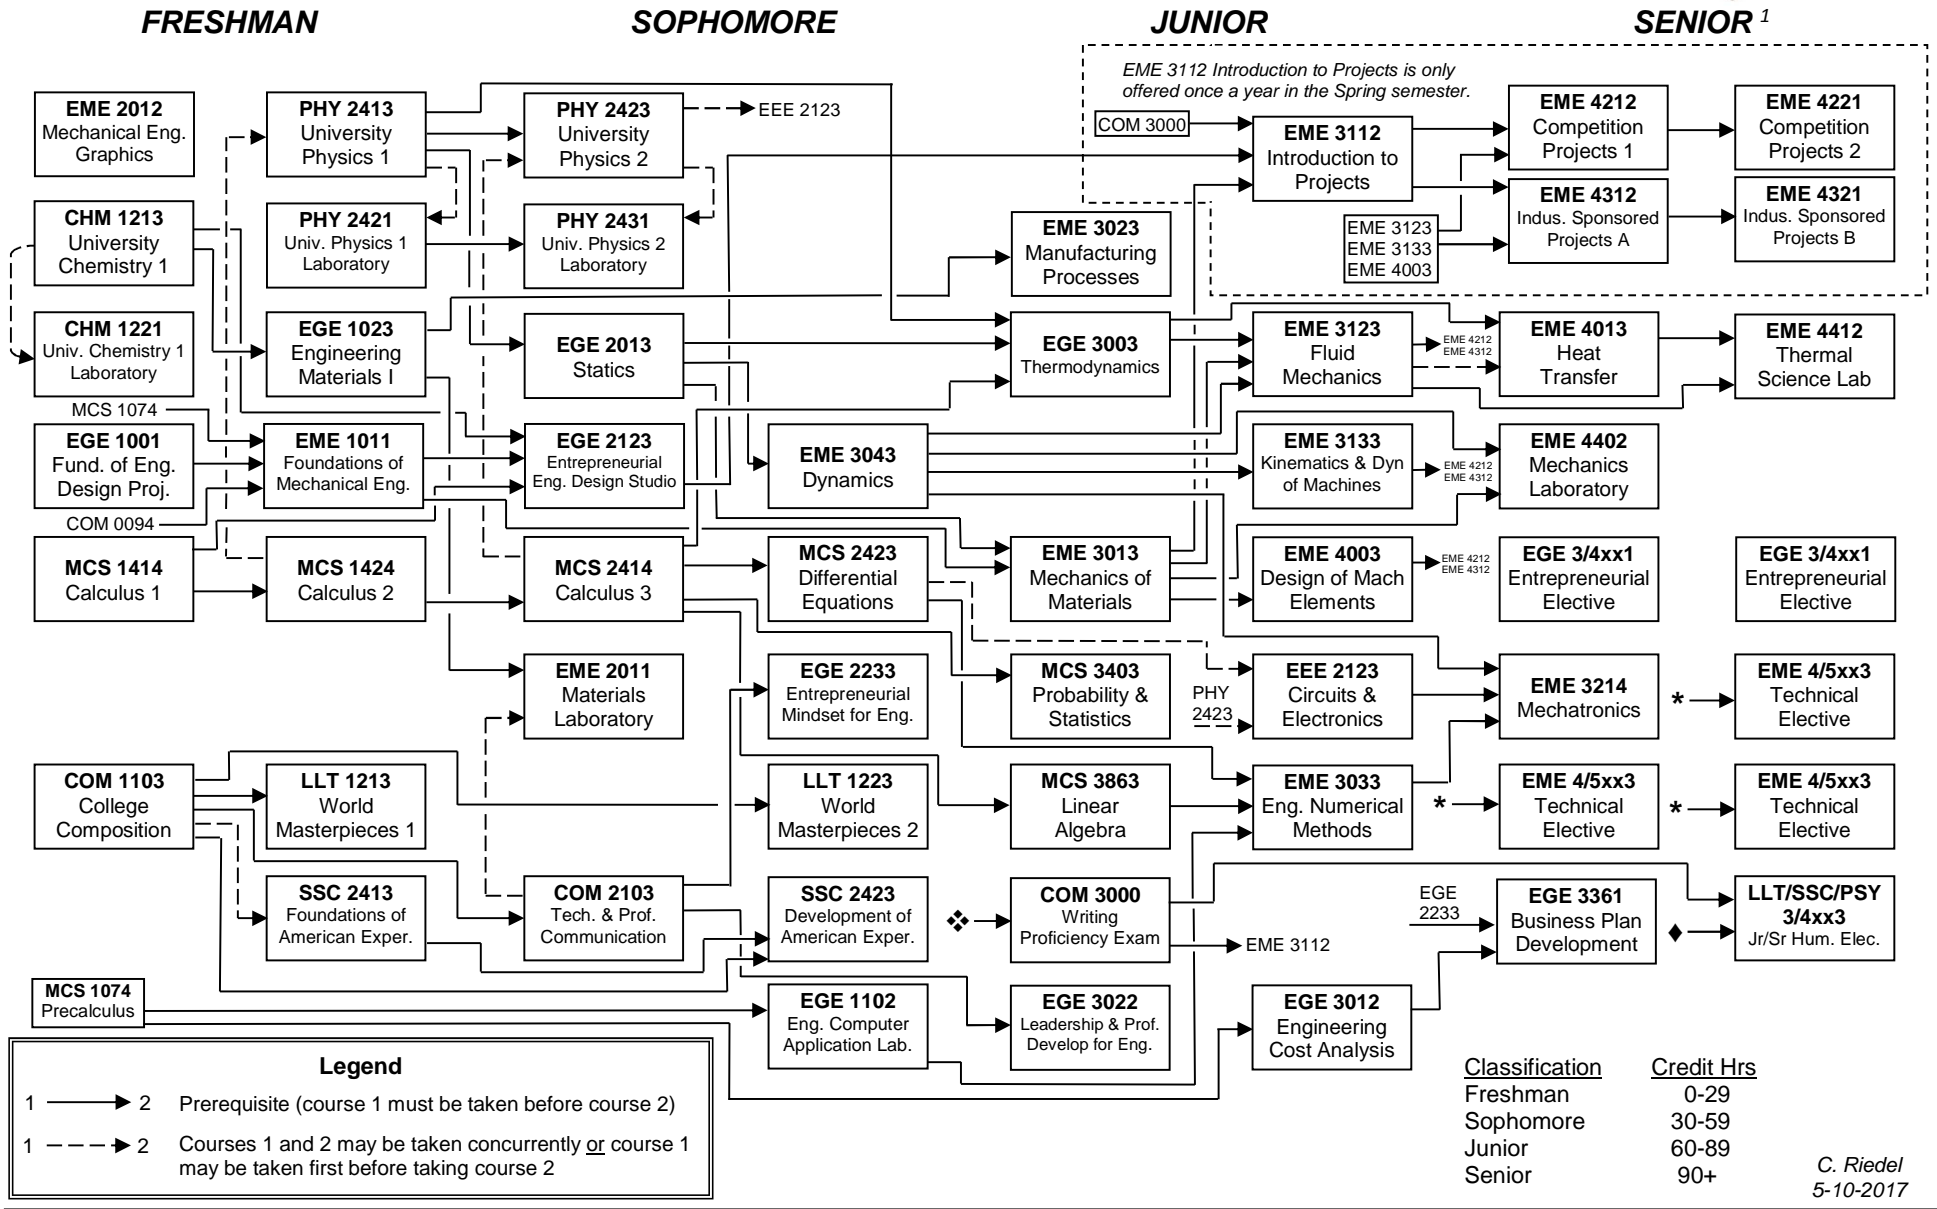 FRESHMAN
SOPHOMORE
JUNIOR
SENIOR 1
EME 3112 Introduction to Projects is only
offered once a year in the Spring semester.
EME 2012
Mechanical Eng.
Graphics
PHY 2413
University
Physics 1
PHY 2423
University
Physics 2
EEE 2123
COM 3000
EME 3112
Introduction to
Projects
EME 4212
Competition
Projects 1
EME 4221
Competition
Projects 2
CHM 1213
University
Chemistry 1
PHY 2421
Univ. Physics 1
Laboratory
PHY 2431
Univ. Physics 2
Laboratory
EME 3023
Manufacturing
Processes
EME 3123
EME 3133
EME 4003
EME 4312
Indus. Sponsored
Projects A
EME 4321
Indus. Sponsored
Projects B
CHM 1221
Univ. Chemistry 1
Laboratory
EGE 1023
Engineering
Materials I
EGE 2013
Statics
EGE 3003
Thermodynamics
EME 3123
Fluid
Mechanics
EME 4212
EME 4312
EME 4013
Heat
Transfer
EME 4412
Thermal
Science Lab
MCS 1074
EGE 1001
Fund. of Eng.
Design Proj.
COM 0094
EME 1011
Foundations of
Mechanical Eng.
EGE 2123
Entrepreneurial
Eng. Design Studio
EME 3043
Dynamics
EME 3133
Kinematics & Dyn
of Machines
EME 4212
EME 4312
EME 4402
Mechanics
Laboratory
MCS 1414
Calculus 1
MCS 1424
Calculus 2
MCS 2414
Calculus 3
MCS 2423
Differential
Equations
EME 3013
Mechanics of
Materials
EME 4003
Design of Mach
Elements
EME 4212
EME 4312
EGE 3/4xx1
Entrepreneurial
Elective
EGE 3/4xx1
Entrepreneurial
Elective
EME 2011
Materials
Laboratory
EGE 2233
Entrepreneurial
Mindset for Eng.
MCS 3403
Probability &
Statistics
PHY
2423
EEE 2123
Circuits &
Electronics
EME 3214
Mechatronics
*
EME 4/5xx3
Technical
Elective
COM 1103
College
Composition
LLT 1213
World
Masterpieces 1
LLT 1223
World
Masterpieces 2
MCS 3863
Linear
Algebra
EME 3033
Eng. Numerical
Methods
*
EME 4/5xx3
Technical
Elective
*
EME 4/5xx3
Technical
Elective
SSC 2413
Foundations of
American Exper.
COM 2103
Tech. & Prof.
Communication
SSC 2423
Development of
American Exper.
❖
COM 3000
Writing
Proficiency Exam
EME 3112
EGE
2233
EGE 3361
Business Plan
Development
♦
LLT/SSC/PSY
3/4xx3
Jr/Sr Hum. Elec.
MCS 1074
Precalculus
EGE 1102
Eng. Computer
Application Lab.
EGE 3022
Leadership & Prof.
Develop for Eng.
EGE 3012
Engineering
Cost Analysis
Legend
1 2 Prerequisite (course 1 must be taken before course 2)
1 2 Courses 1 and 2 may be taken concurrently or course 1
may be taken first before taking course 2
Classification Credit Hrs
Freshman 0-29
Sophomore 30-59
Junior 60-89
Senior 90+
C. Riedel
5-10-2017